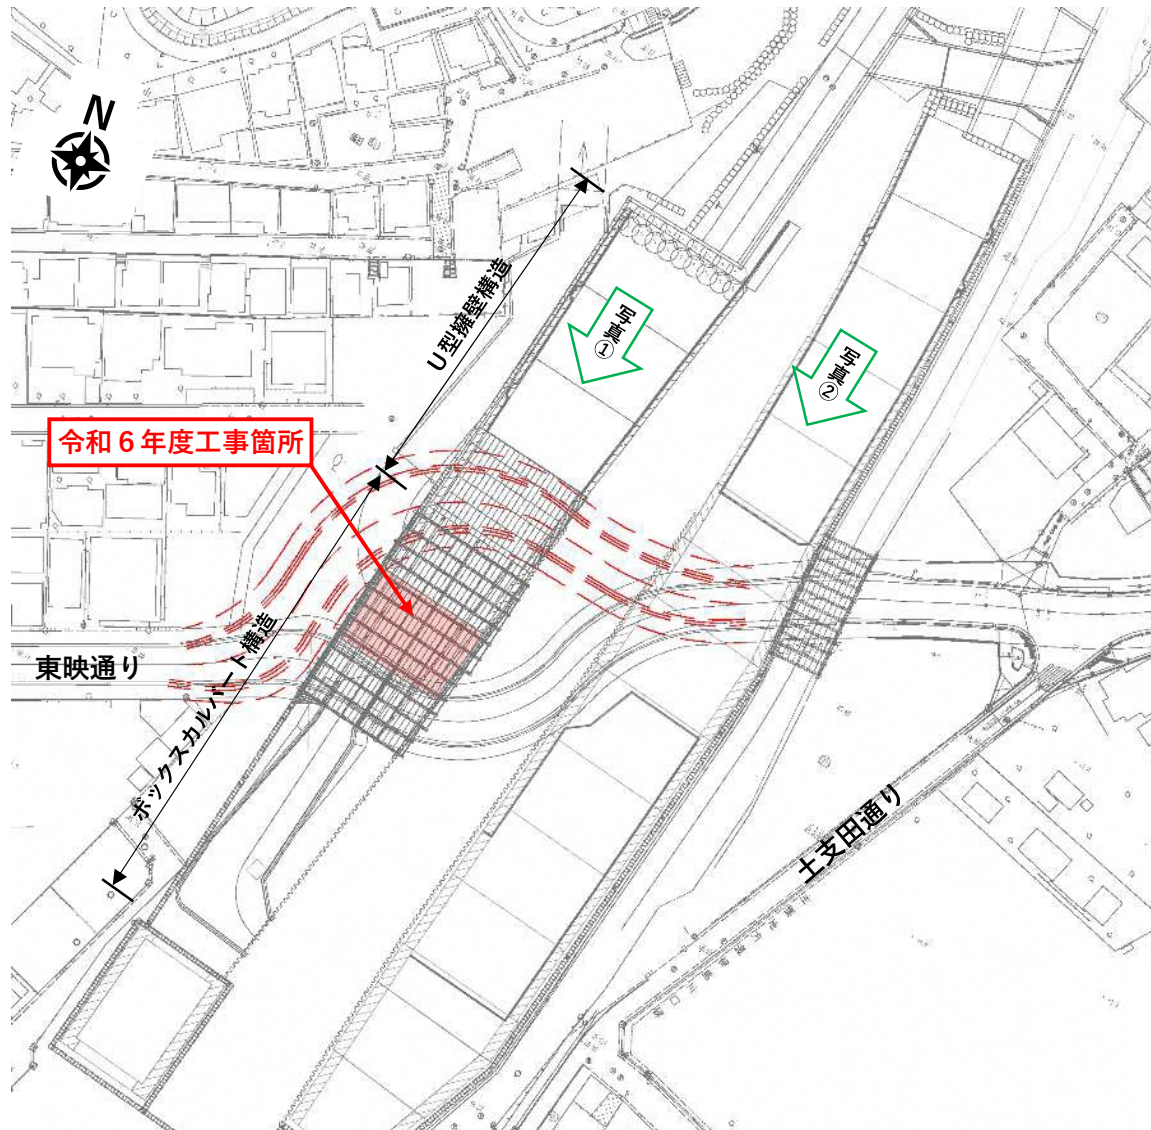 N
U型擁壁構造
写真①
写真②
令和6年度工事箇所
東映通り
ボックスカルバート構造
土支田通り